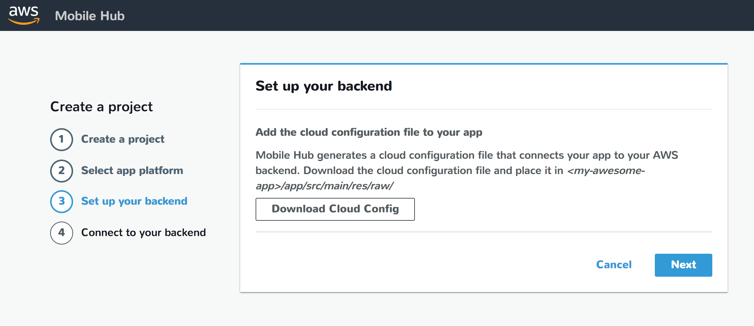 aws
Mobile Hub
Create a project
1 Create a project
2 Select app platform
3 Set up your backend
4 Connect to your backend
Set up your backend
Add the cloud configuration file to your app
Mobile Hub generates a cloud configuration file that connects your app to your AWS
backend. Download the cloud configuration file and place it in <my-awesome-
app>/app/src/main/res/raw/
Download Cloud Config
Cancel
Next